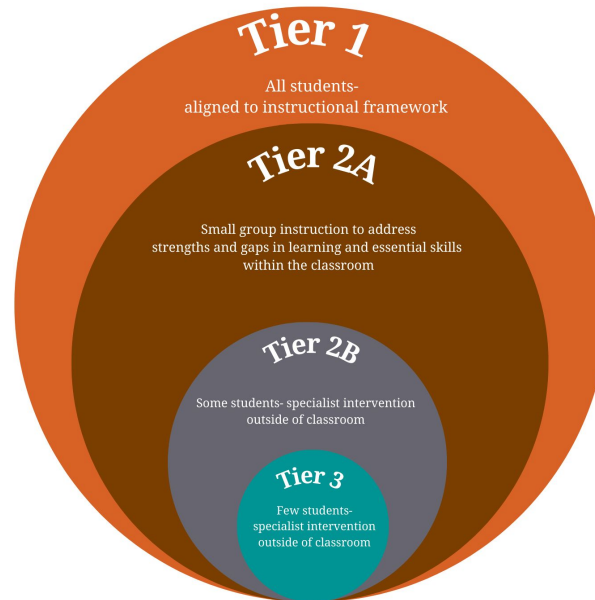 Tier 1
All students-
aligned to instructional framework
Tier 2A
Small group instruction to address
strengths and gaps in learning and essential skills
within the classroom
Tier 2B
Some students- specialist intervention
outside of classroom
Tier 3
Few students-
specialist intervention
outside of classroom